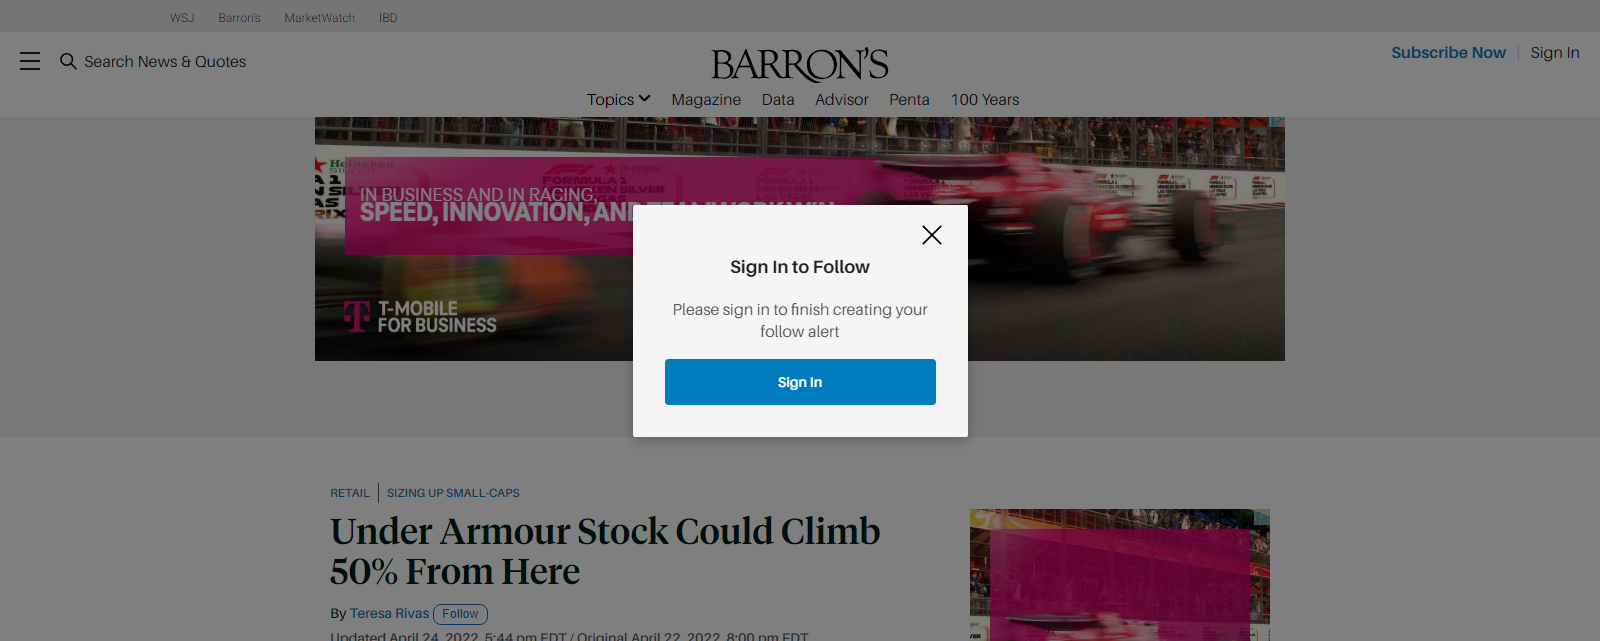 WSJ Barron's MarketWatch IBD
Search News & Quotes
BARRON'S
Subscribe Now
Sign In
Topics Magazine Data Advisor Penta 100 Years
IN BUSINESS AND IN RACING,
SPEED, INNOVATION, AND TEAMWORK WIN
T-MOBILE
FOR BUSINESS
Sign In to Follow
Please sign in to finish creating your
follow alert
Sign In
RETAIL SIZING UP SMALL-CAPS
Under Armour Stock Could Climb
50% From Here
By Teresa Rivas Follow
Updated April 24, 2022, 5:44 pm EDT / Original April 22, 2022, 8:00 pm EDT